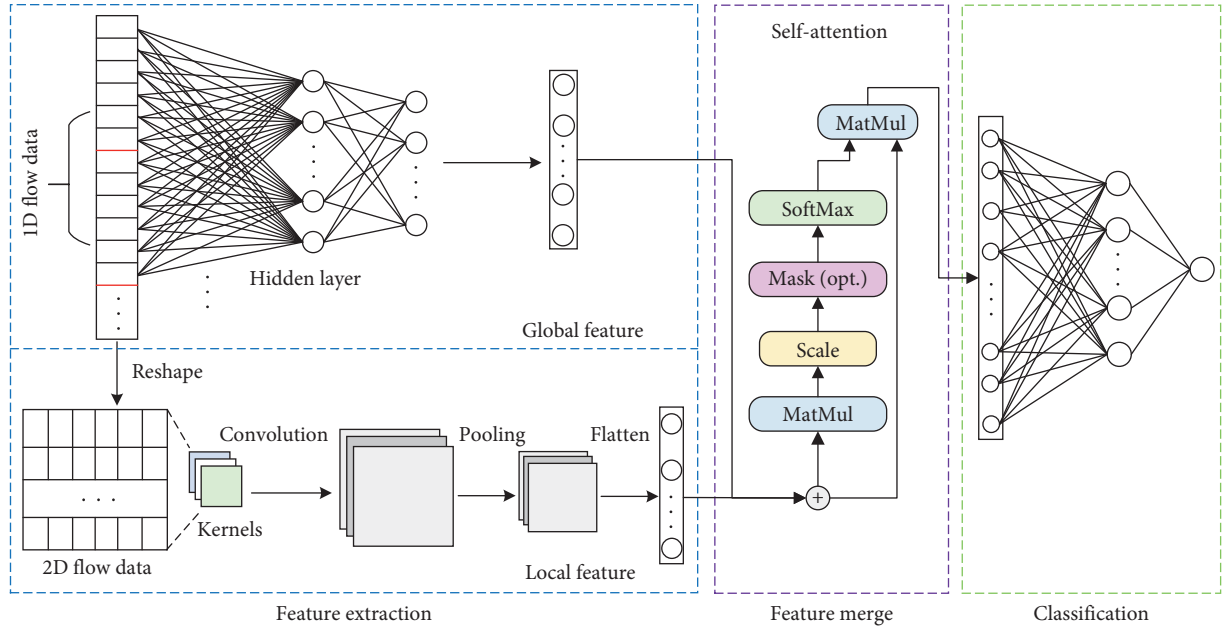 1D flow data
Hidden layer
Global feature
Reshape
Convolution
Kernels
2D flow data
Pooling
Flatten
Local feature
Feature extraction
Self-attention
MatMul
SoftMax
Mask (opt.)
Scale
MatMul
+
Feature merge
Classification